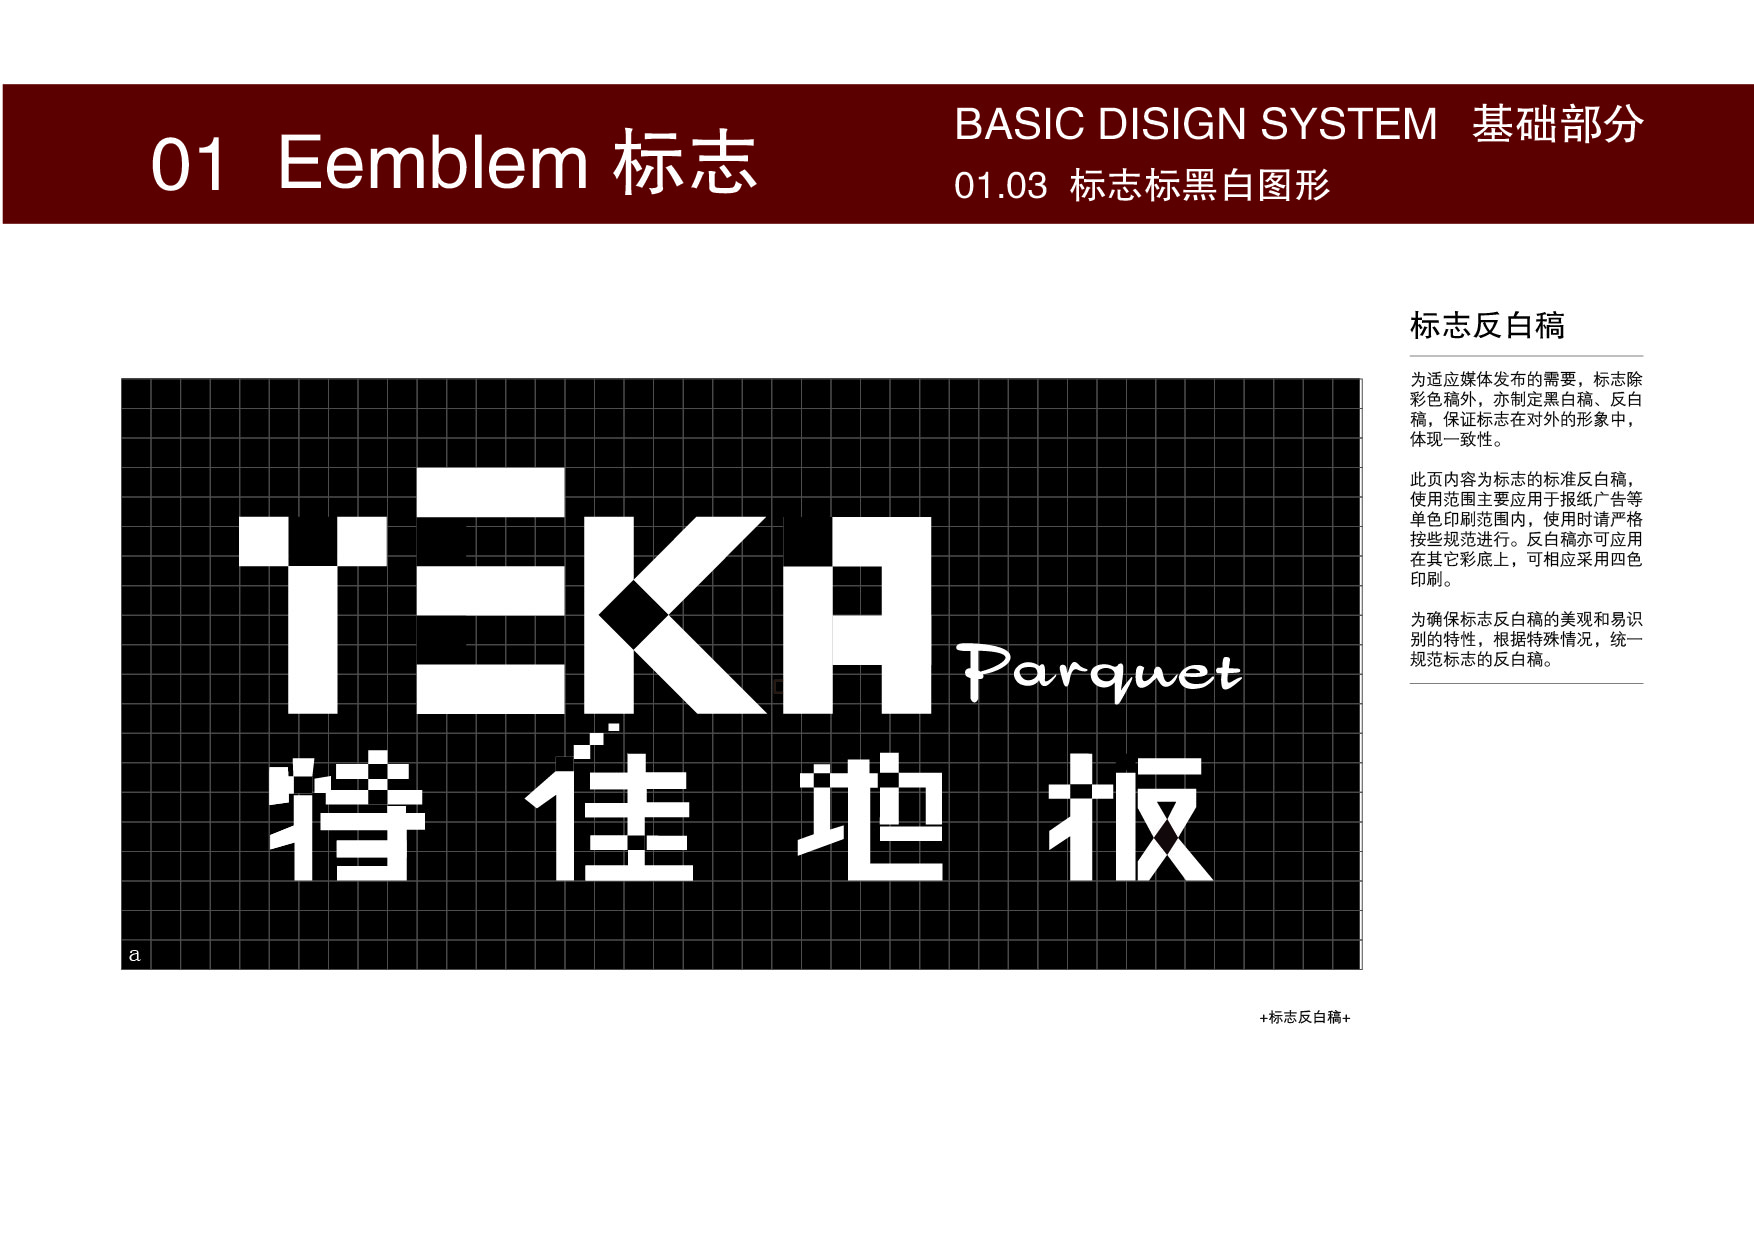 01 Eemblem 标志
BASIC DISIGN SYSTEM 基础部分
01.03 标志标黑白图形
标志反白稿
为适应媒体发布的需要，标志除
彩色稿外，亦制定黑白稿、反白
稿，保证标志在对外的形象中，
体现一致性。
此页内容为标志的标准反白稿，
使用范围主要应用于报纸广告等
单色印刷范围内，使用时请严格
按些规范进行。反白稿亦可应用
在其它彩底上，可相应采用四色
印刷。
为确保标志反白稿的美观和易识
别的特性，根据特殊情况，统一
规范标志的反白稿。
TEKA Parquet
特佳地板
a
+标志反白稿+